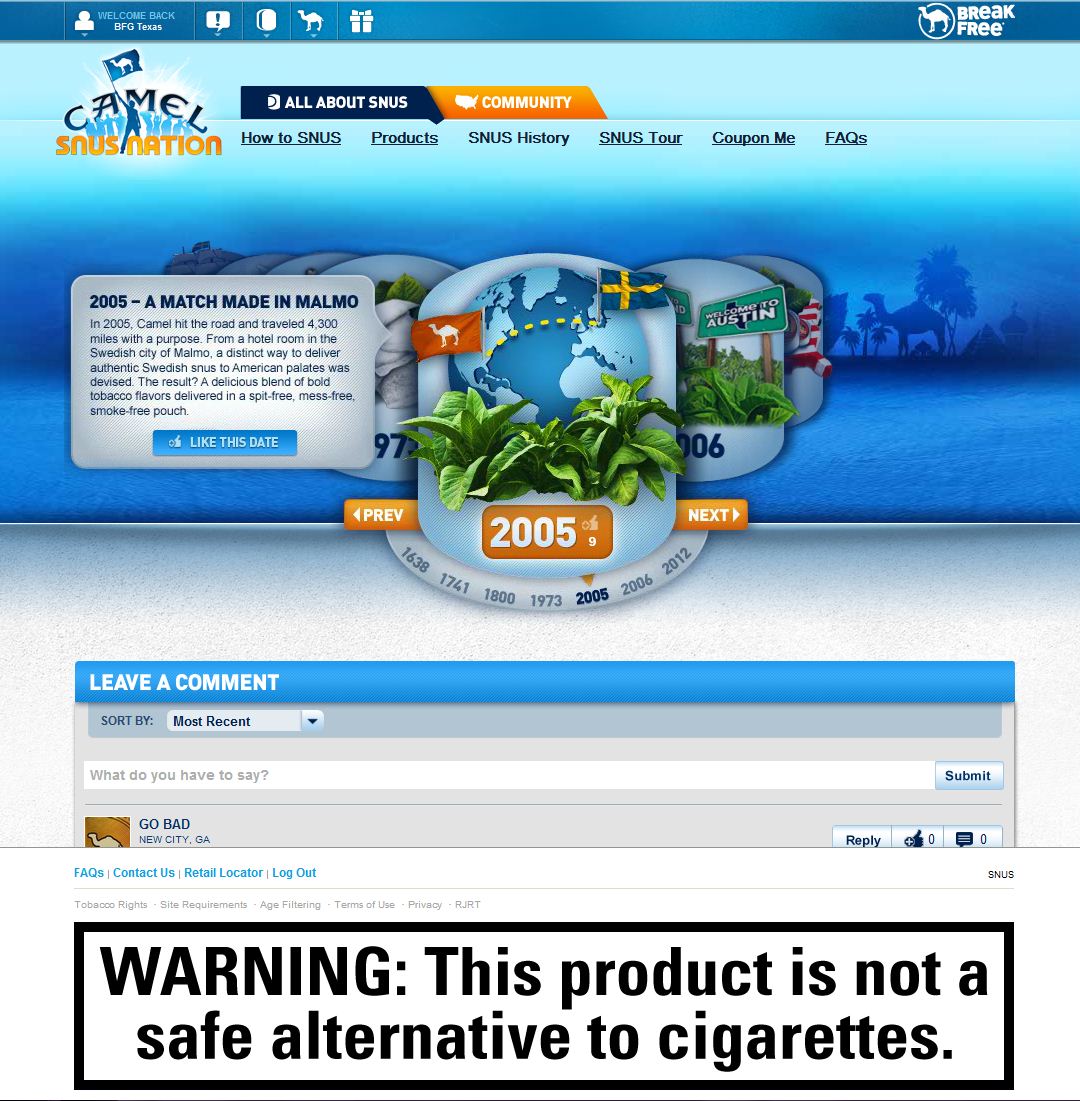 WELCOME BACK
BFG Texas
BREAK
FREE
CAMEL
SNUS NATION
ALL ABOUT SNUS
COMMUNITY
How to SNUS
Products
SNUS History
SNUS Tour
Coupon Me
FAQs
2005 – A MATCH MADE IN MALMO
In 2005, Camel hit the road and traveled 4,300
miles with a purpose. From a hotel room in the
Swedish city of Malmo, a distinct way to deliver
authentic Swedish snus to American palates was
devised. The result? A delicious blend of bold
tobacco flavors delivered in a spit-free, mess-free,
smoke-free pouch.
LIKE THIS DATE
WELCOME TO
AUSTIN
PREV
2005
9
NEXT
1638
1741
1800
1973
2005
2006
2012
LEAVE A COMMENT
SORT BY: Most Recent
What do you have to say?
Submit
GO BAD
NEW CITY, GA
Reply
0
0
FAQs | Contact Us | Retail Locator | Log Out
SNUS
Tobacco Rights · Site Requirements · Age Filtering · Terms of Use · Privacy · RJRT
WARNING: This product is not a
safe alternative to cigarettes.